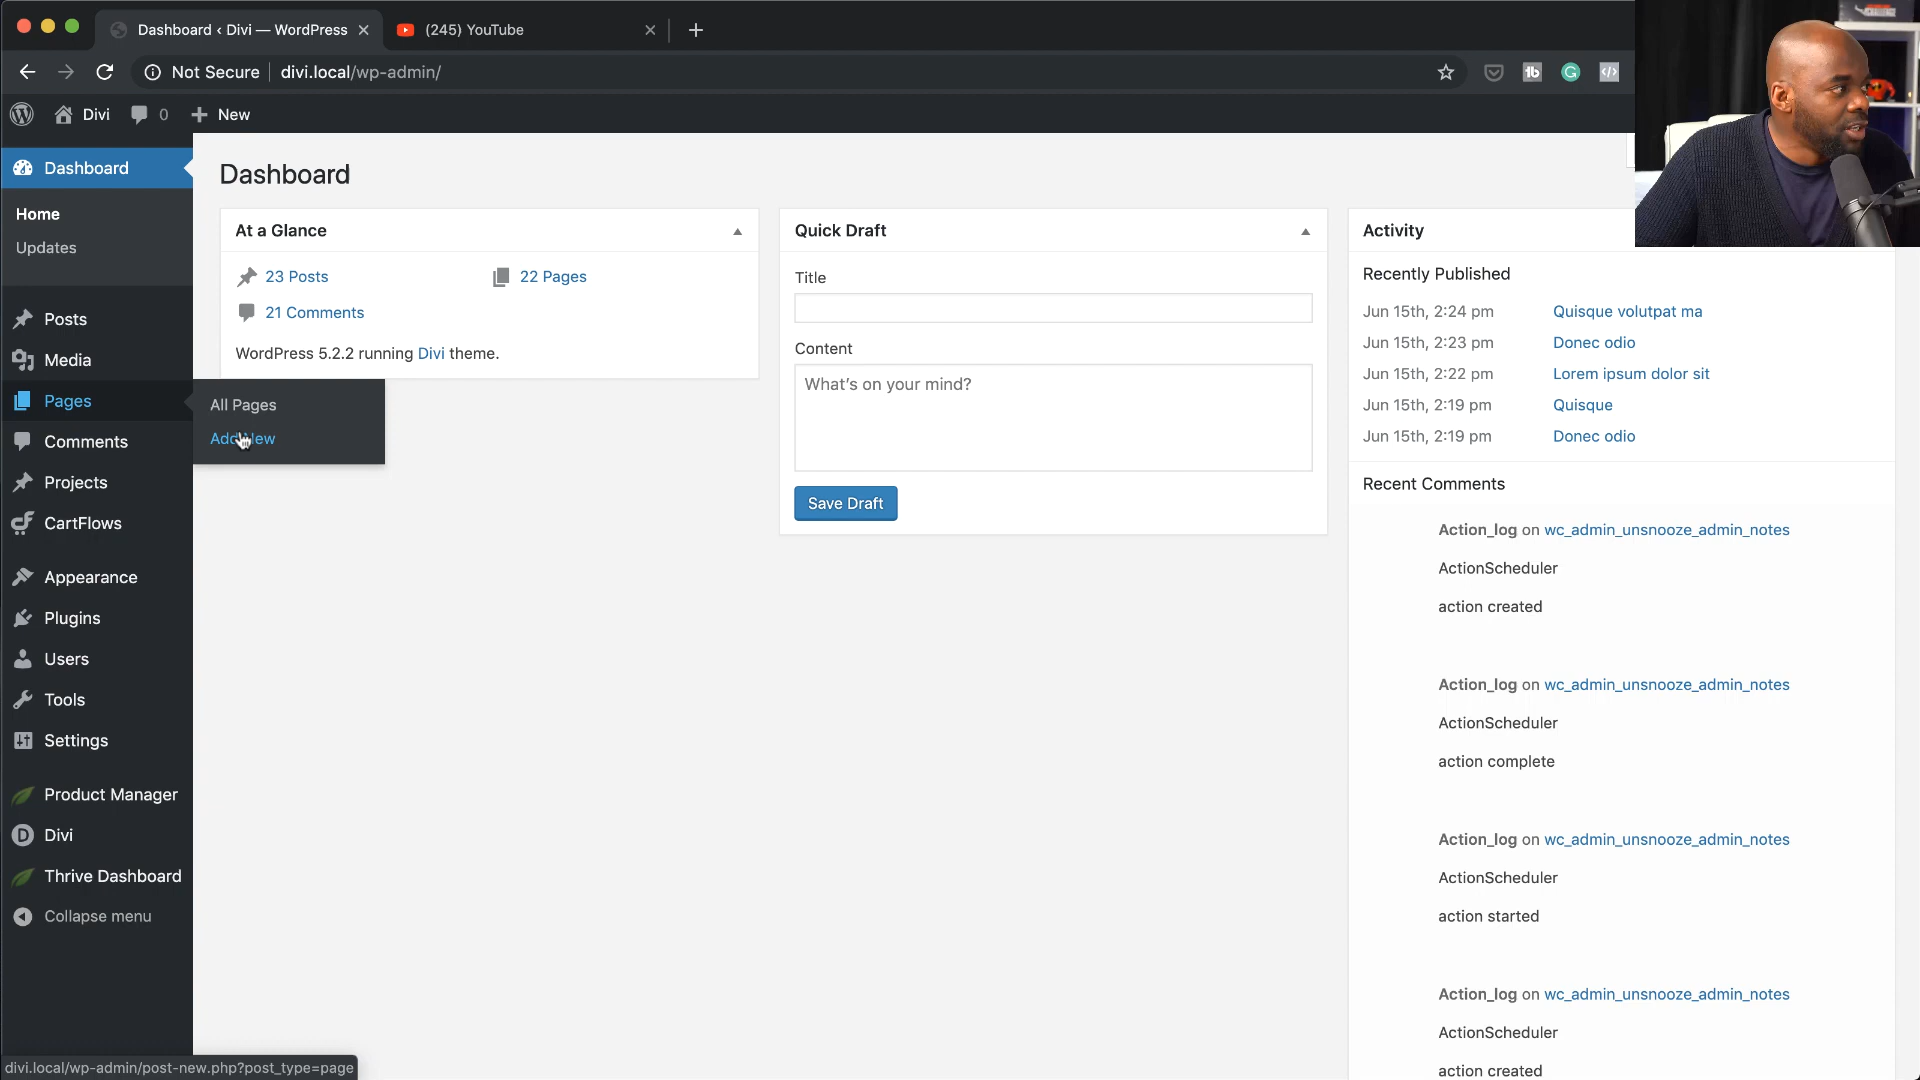 Dashboard ‹ Divi — WordPress
(245) YouTube
Not Secure
divi.local/wp-admin/
Divi
0
New
Dashboard
Home
Updates
Posts
Media
Pages
Comments
Projects
CartFlows
Appearance
Plugins
Users
Tools
Settings
Product Manager
Divi
Thrive Dashboard
Collapse menu
All Pages
Add New
Dashboard
At a Glance
23 Posts
22 Pages
21 Comments
WordPress 5.2.2 running Divi theme.
Quick Draft
Title
Content
What's on your mind?
Save Draft
Activity
Recently Published
Jun 15th, 2:24 pm Quisque volutpat ma
Jun 15th, 2:23 pm Donec odio
Jun 15th, 2:22 pm Lorem ipsum dolor sit
Jun 15th, 2:19 pm Quisque
Jun 15th, 2:19 pm Donec odio
Recent Comments
Action_log on wc_admin_unsnooze_admin_notes
ActionScheduler
action created
Action_log on wc_admin_unsnooze_admin_notes
ActionScheduler
action complete
Action_log on wc_admin_unsnooze_admin_notes
ActionScheduler
action started
Action_log on wc_admin_unsnooze_admin_notes
ActionScheduler
action created
divi.local/wp-admin/post-new.php?post_type=page